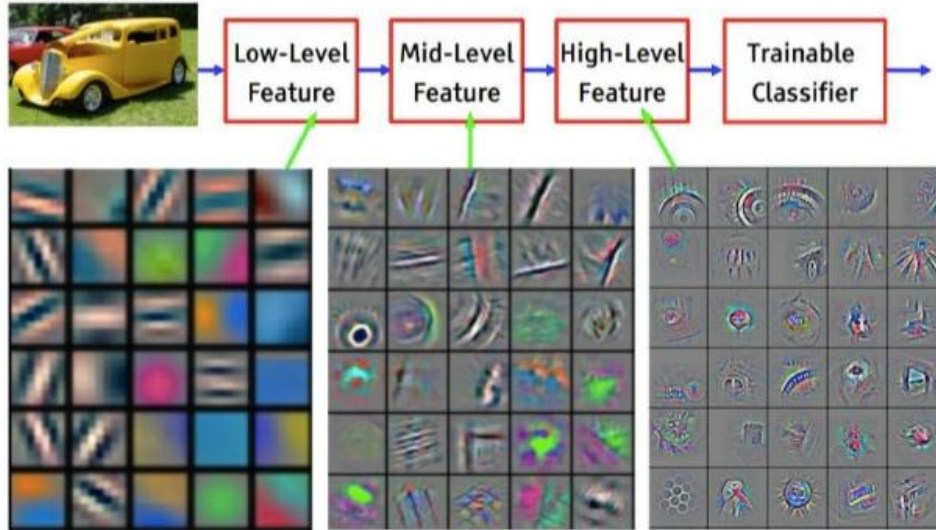 Low-Level
Feature
Mid-Level
Feature
High-Level
Feature
Trainable
Classifier